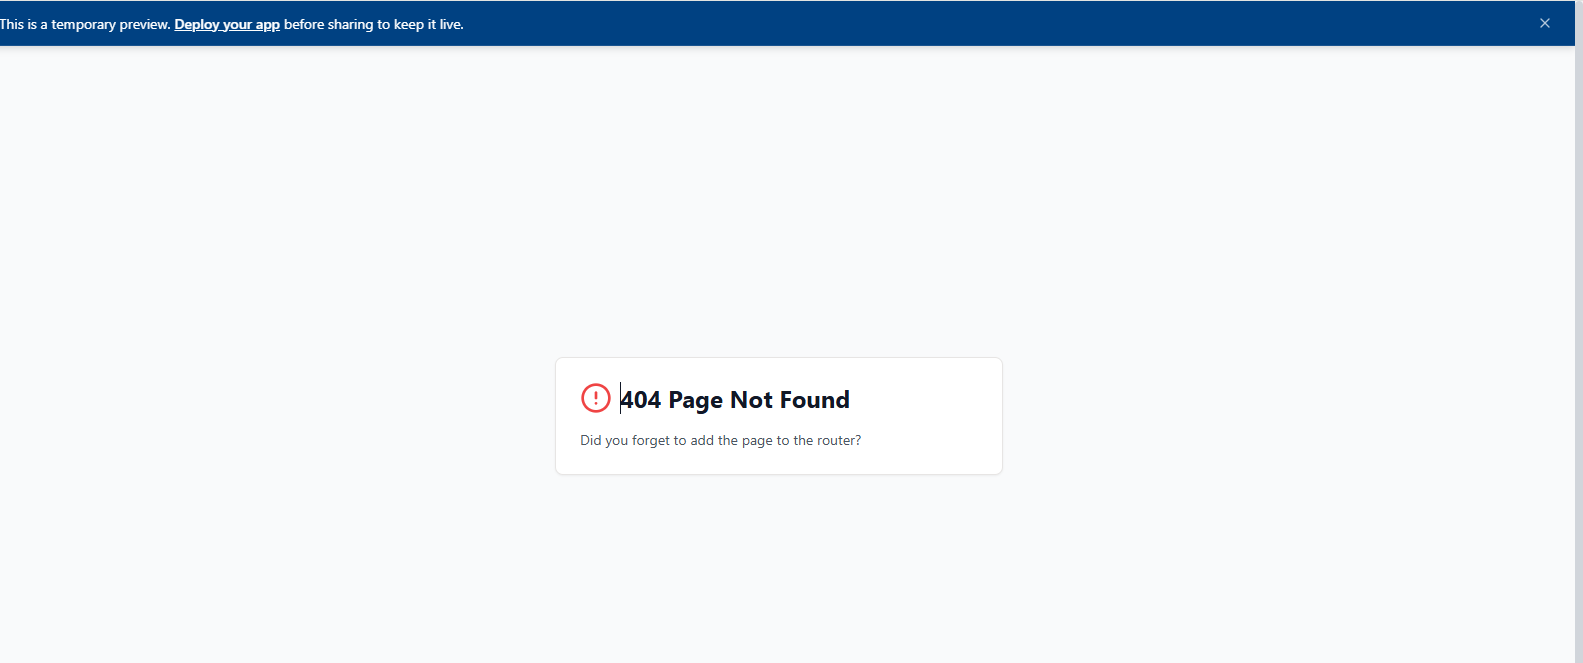 This is a temporary preview. Deploy your app before sharing to keep it live.
404 Page Not Found
Did you forget to add the page to the router?